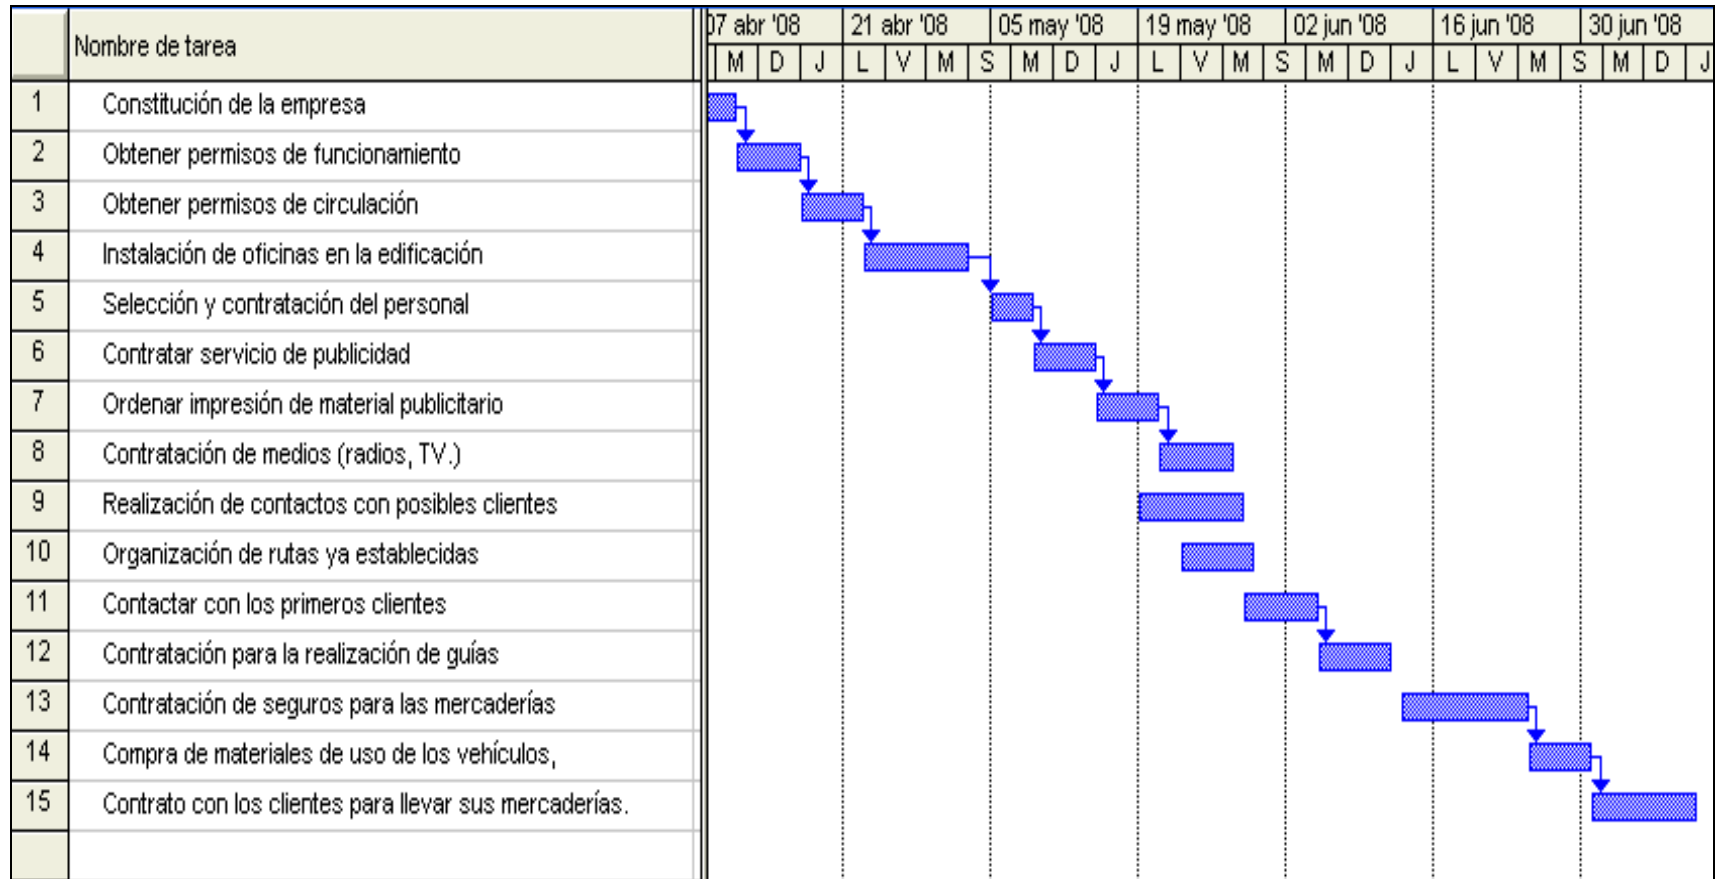 Nombre de tarea
07 abr '08 21 abr '08 05 may '08 19 may '08 02 jun '08 16 jun '08 30 jun '08
M D J L V M S M D J L V M S M D J L V M S M D J
1 Constitución de la empresa
2 Obtener permisos de funcionamiento
3 Obtener permisos de circulación
4 Instalación de oficinas en la edificación
5 Selección y contratación del personal
6 Contratar servicio de publicidad
7 Ordenar impresión de material publicitario
8 Contratación de medios (radios, TV.)
9 Realización de contactos con posibles clientes
10 Organización de rutas ya establecidas
11 Contactar con los primeros clientes
12 Contratación para la realización de guías
13 Contratación de seguros para las mercaderías
14 Compra de materiales de uso de los vehículos,
15 Contrato con los clientes para llevar sus mercaderías.